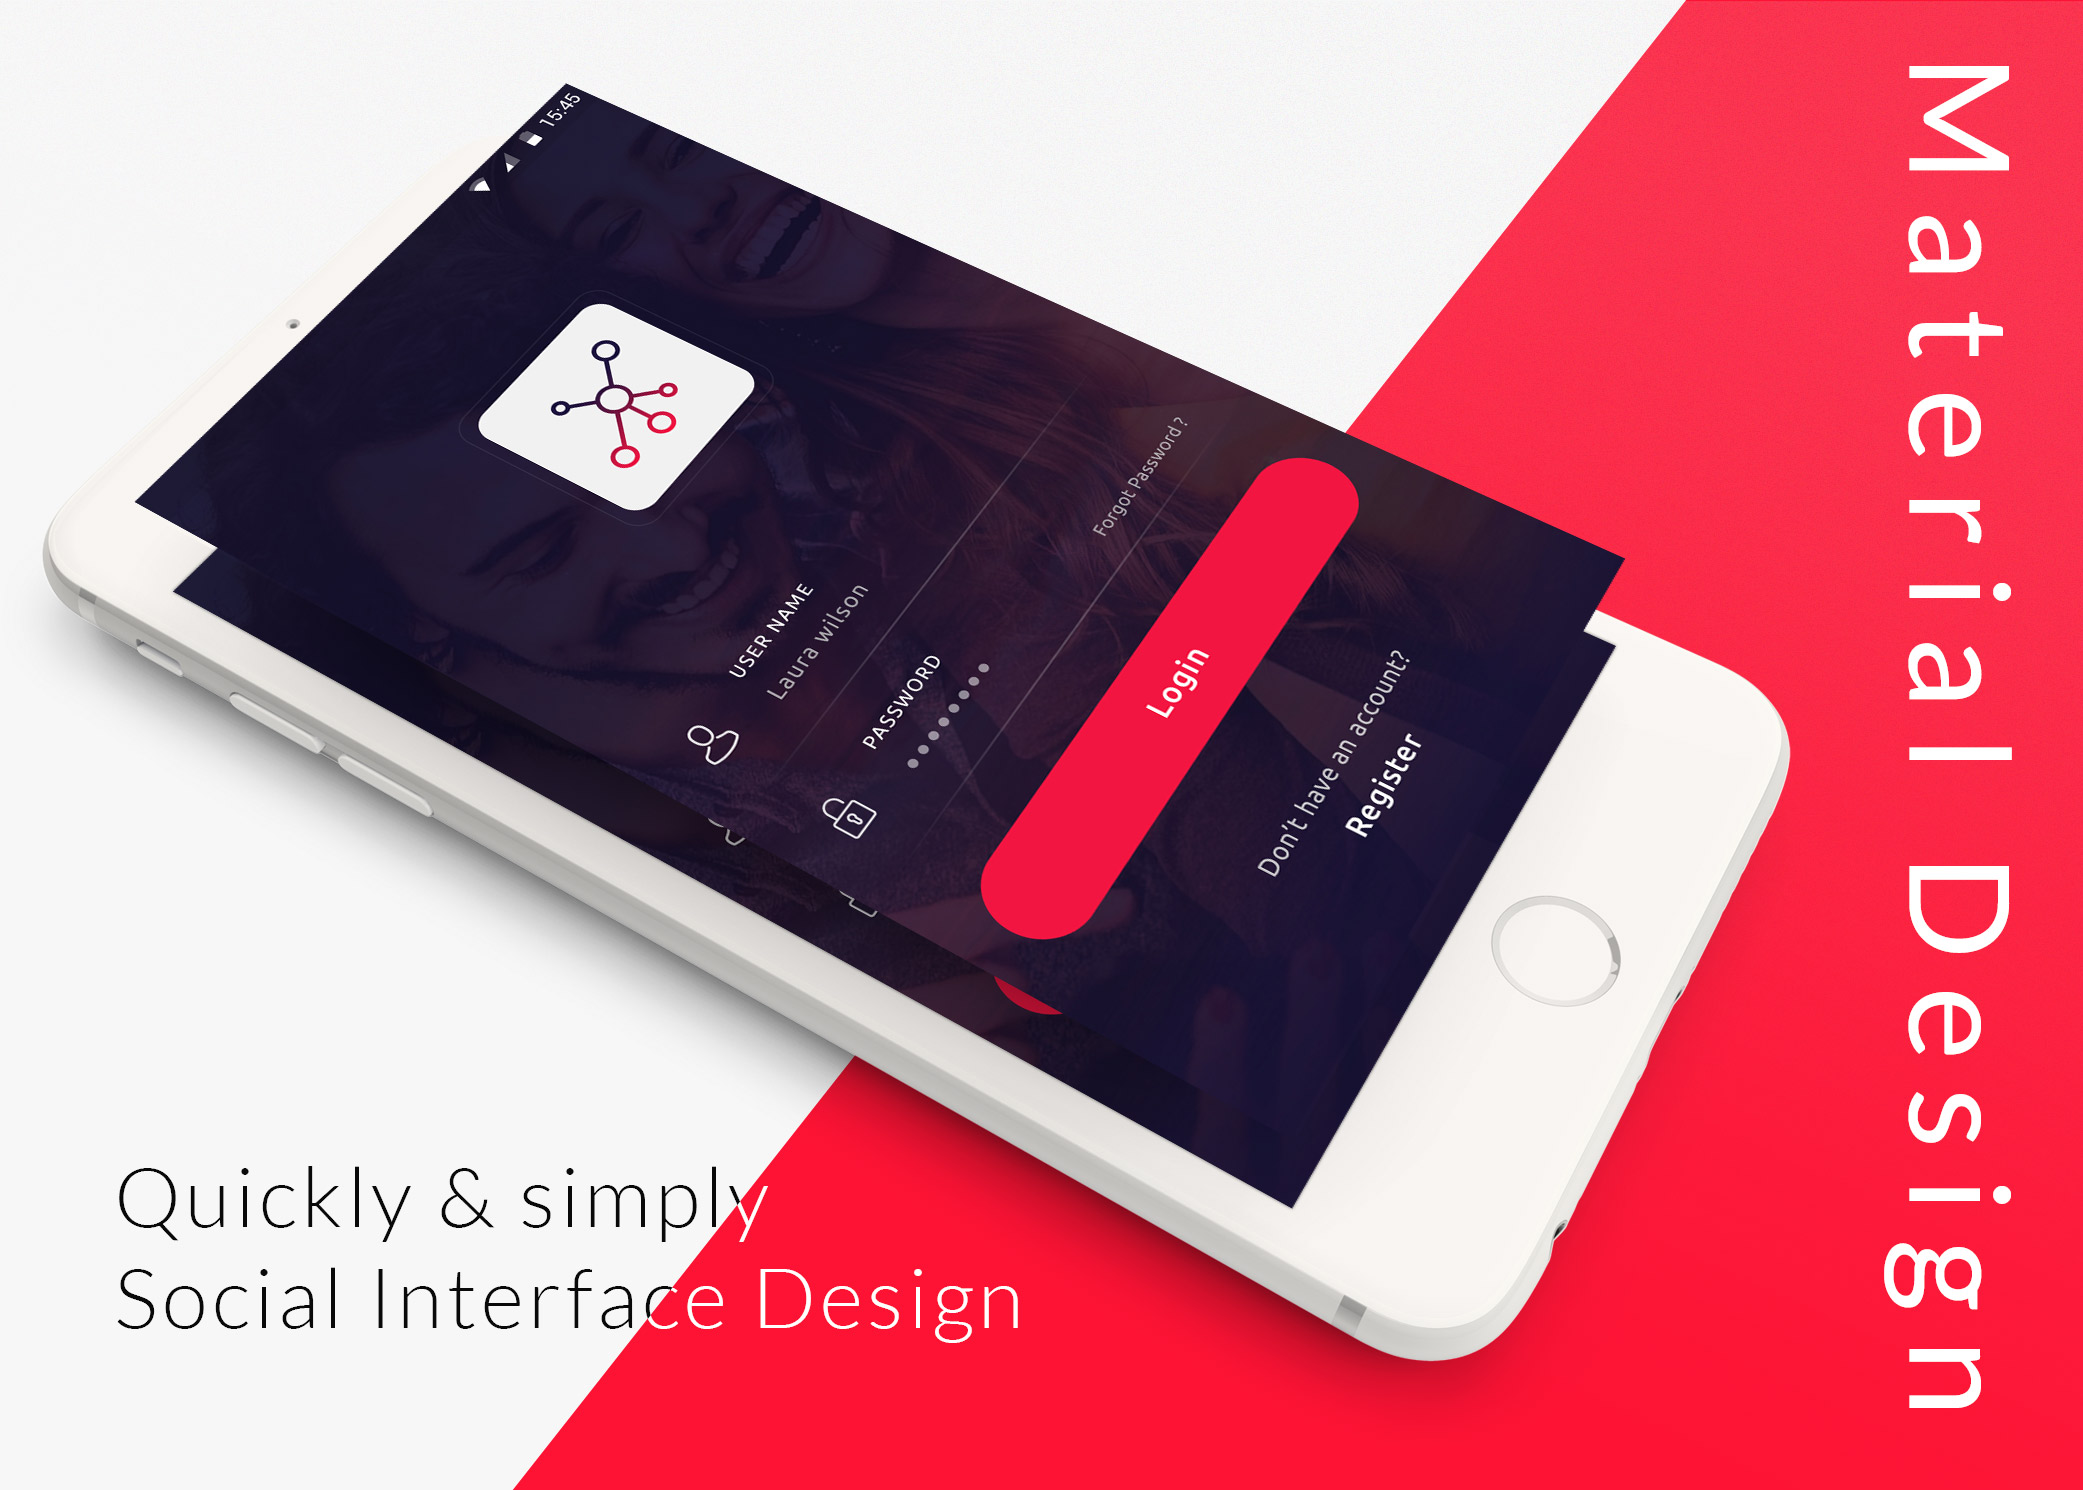 Material Design
15:45
USER NAME
Laura wilson
PASSWORD
Forgot Password ?
Login
Don't have an account?
Register
Quickly & simply
Social Interface Design